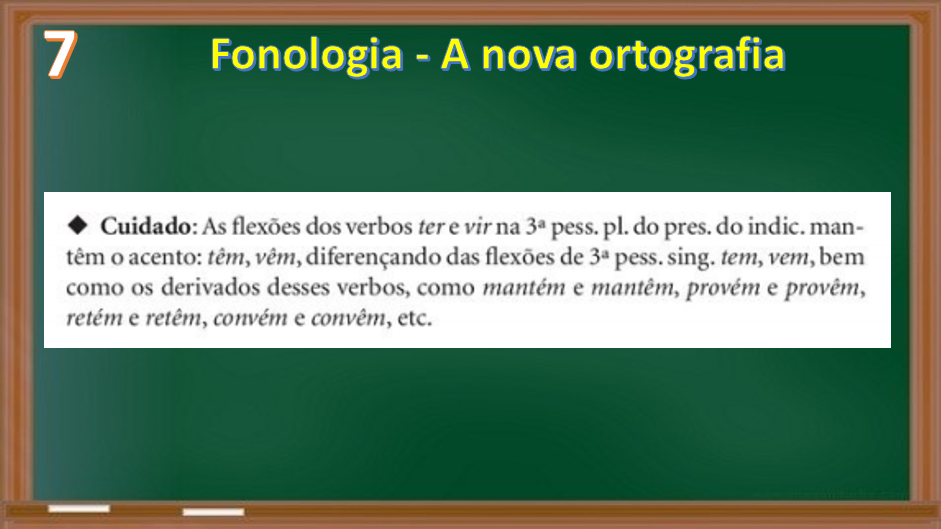 7
Fonologia - A nova ortografia
◆ Cuidado: As flexões dos verbos ter e vir na 3ª pess. pl. do pres. do indic. man-
têm o acento: têm, vêm, diferençando das flexões de 3ª pess. sing. tem, vem, bem
como os derivados desses verbos, como mantém e mantêm, provém e provêm,
retém e retêm, convém e convêm, etc.